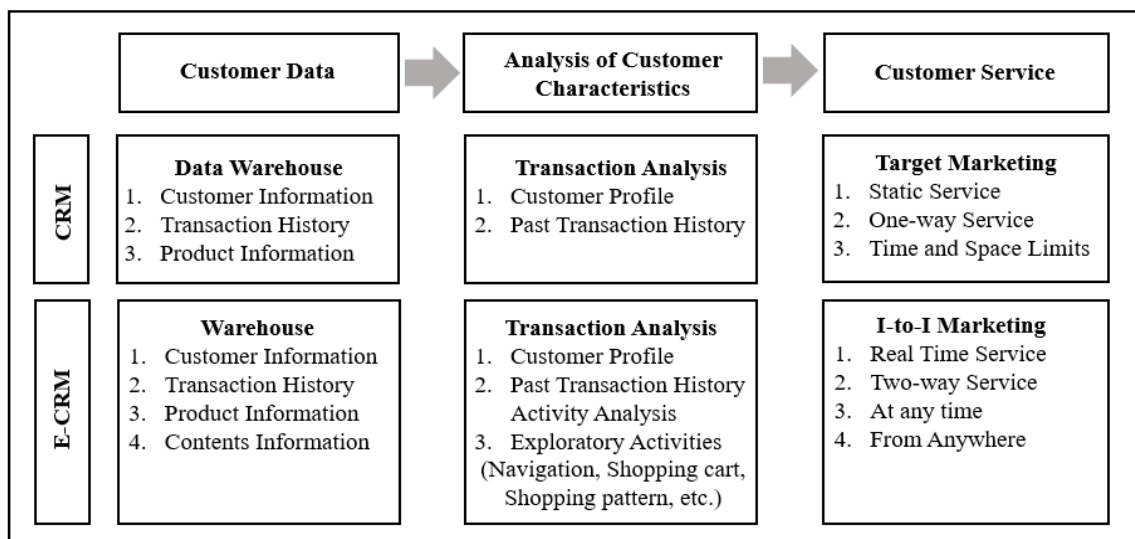 Customer Data
Analysis of Customer
Characteristics
Customer Service
CRM
Data Warehouse
1. Customer Information
2. Transaction History
3. Product Information
Transaction Analysis
1. Customer Profile
2. Past Transaction History
Target Marketing
1. Static Service
2. One-way Service
3. Time and Space Limits
E-CRM
Warehouse
1. Customer Information
2. Transaction History
3. Product Information
4. Contents Information
Transaction Analysis
1. Customer Profile
2. Past Transaction History
Activity Analysis
3. Exploratory Activities
(Navigation, Shopping cart,
Shopping pattern, etc.)
I-to-I Marketing
1. Real Time Service
2. Two-way Service
3. At any time
4. From Anywhere